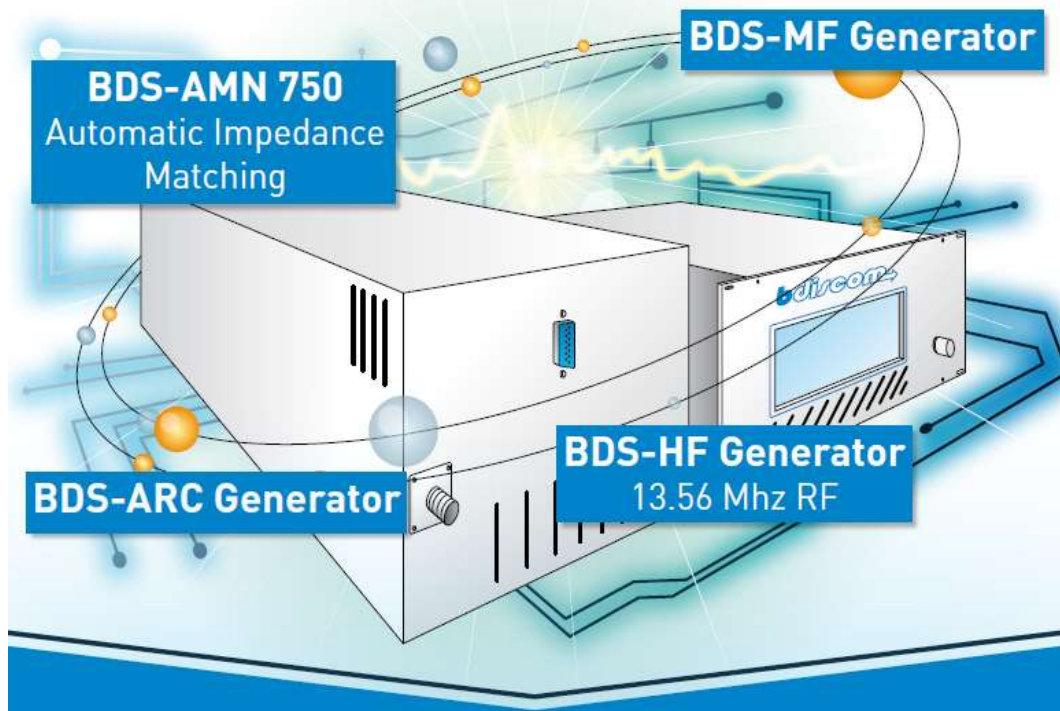 BDS-MF Generator
BDS-AMN 750
Automatic Impedance
Matching
bdiscom
BDS-HF Generator
13.56 Mhz RF
BDS-ARC Generator